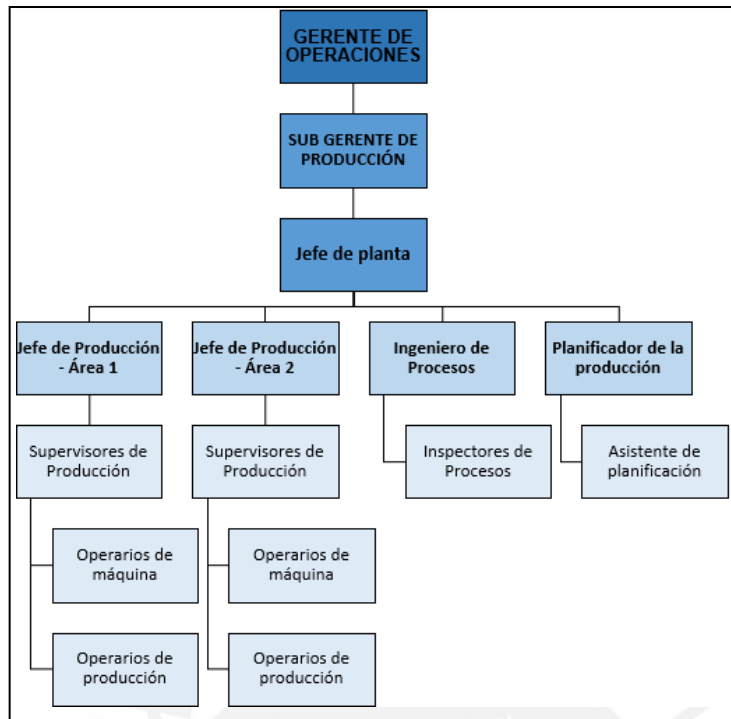 GERENTE DE
OPERACIONES
SUB GERENTE DE
PRODUCCIÓN
Jefe de planta
Jefe de Producción
- Área 1
Jefe de Producción
- Área 2
Ingeniero de
Procesos
Planificador de la
producción
Supervisores de
Producción
Supervisores de
Producción
Inspectores de
Procesos
Asistente de
planificación
Operarios de
máquina
Operarios de
máquina
Operarios de
producción
Operarios de
producción